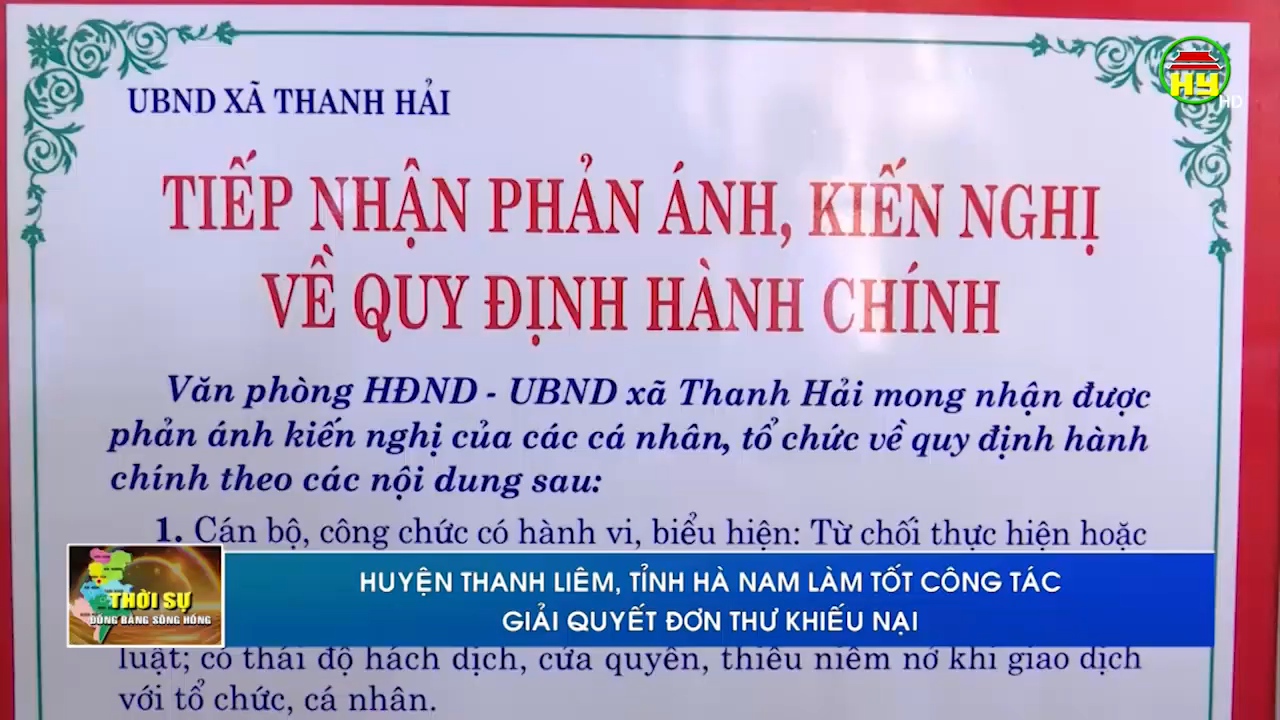 HY
HD
UBND XÃ THANH HẢI
TIẾP NHẬN PHẢN ÁNH, KIẾN NGHỊ
VỀ QUY ĐỊNH HÀNH CHÍNH
Văn phòng HĐND - UBND xã Thanh Hải mong nhận được
phản ánh kiến nghị của các cá nhân, tổ chức về quy định hành
chính theo các nội dung sau:
1. Cán bộ, công chức có hành vi, biểu hiện: Từ chối thực hiện hoặc
HUYỆN THANH LIÊM, TỈNH HÀ NAM LÀM TỐT CÔNG TÁC
GIẢI QUYẾT ĐƠN THƯ KHIẾU NẠI
THỜI SỰ
ĐỒNG BẰNG SÔNG HỒNG
luật; có thái độ hách dịch, cửa quyền, thiếu niềm nở khi giao dịch
với tổ chức, cá nhân.